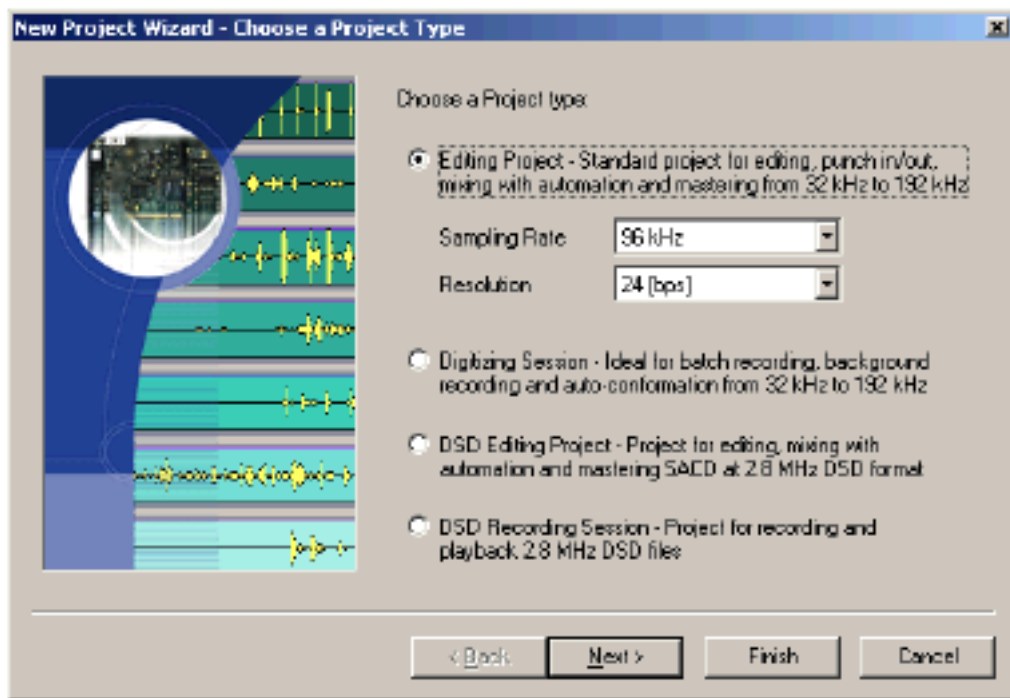 New Project Wizard - Choose a Project Type
Choose a Project type:
Editing Project - Standard project for editing, punch in/out,
mixing with automation and mastering from 32 kHz to 192 kHz
Sampling Rate
96 kHz
Resolution
24 [bps]
Digitizing Session - Ideal for batch recording, background
recording and auto-conformation from 32 kHz to 192 kHz
DSD Editing Project - Project for editing, mixing with
automation and mastering SACD at 2.8 MHz DSD format
DSD Recording Session - Project for recording and
playback 2.8 MHz DSD files
< Back
Next >
Finish
Cancel